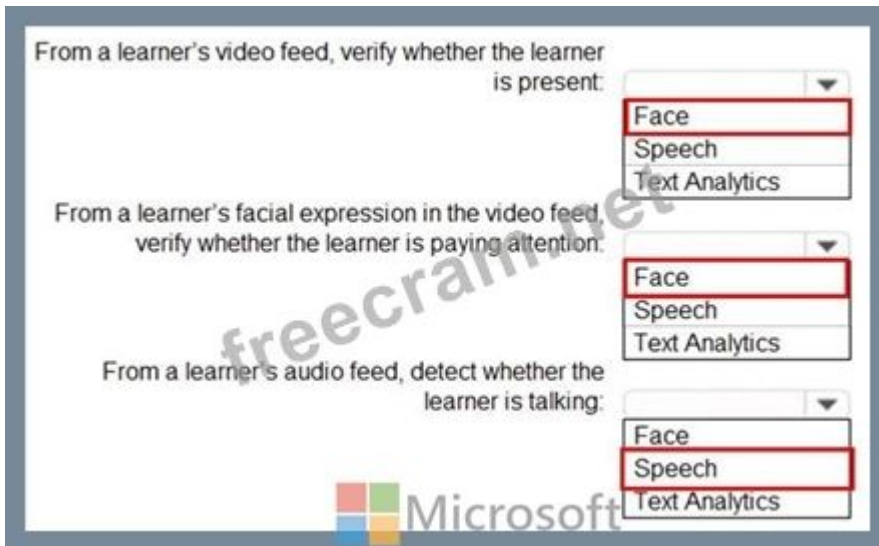 From a learner's video feed, verify whether the learner
is present:
Face
Speech
Text Analytics
From a learner's facial expression in the video feed,
verify whether the learner is paying attention:
Face
Speech
Text Analytics
From a learner's audio feed, detect whether the
learner is talking:
Face
Speech
Text Analytics
freecram.net
Microsoft